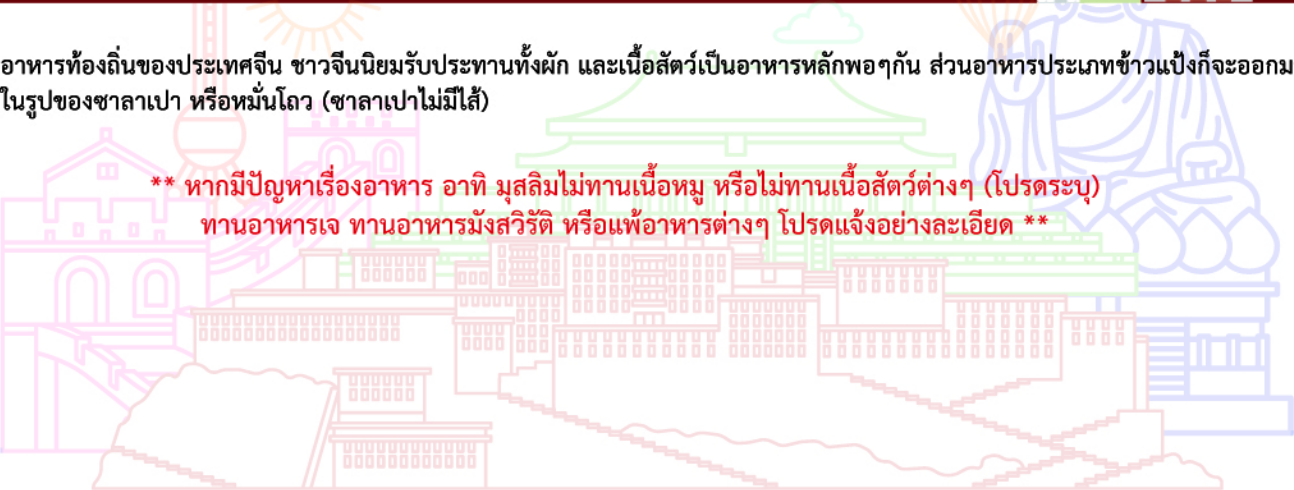 อาหารท้องถิ่นของประเทศจีน ชาวจีนนิยมรับประทานทั้งผัก และเนื้อสัตว์เป็นอาหารหลักพอๆกัน ส่วนอาหารประเภทข้าวแป้งก็จะออกม
ในรูปของซาลาเปา หรือหมั่นโถว (ซาลาเปาไม่มีไส้)
** หากมีปัญหาเรื่องอาหาร อาทิ มุสลิมไม่ทานเนื้อหมู หรือไม่ทานเนื้อสัตว์ต่างๆ (โปรดระบุ)
ทานอาหารเจ ทานอาหารมังสวิรัติ หรือแพ้อาหารต่างๆ โปรดแจ้งอย่างละเอียด **